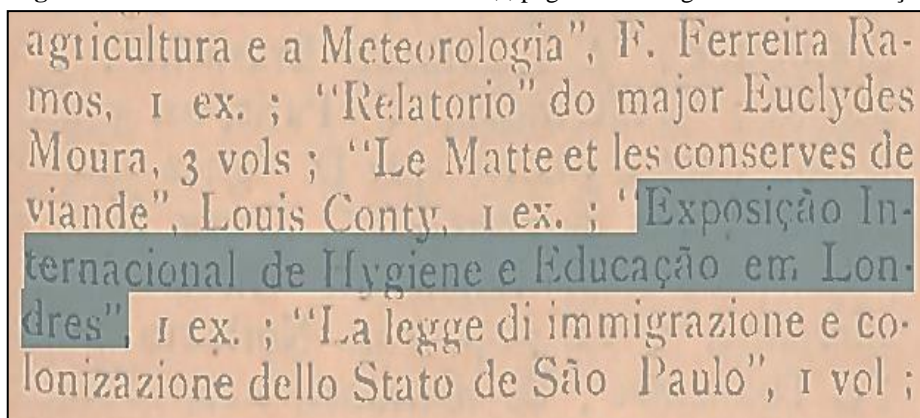 agricultura e a Meteorologia", F. Ferreira Ra-
mos, 1 ex. ; "Relatorio" do major Euclydes
Moura, 3 vols ; "Le Matte et les conserves de
viande", Louis Conty, 1 ex. ; "Exposição In-
ternacional de Hygiene e Educação em Lon-
dres", 1 ex. ; "La legge di immigrazione e co-
lonizazione dello Stato de São Paulo", 1 vol ;